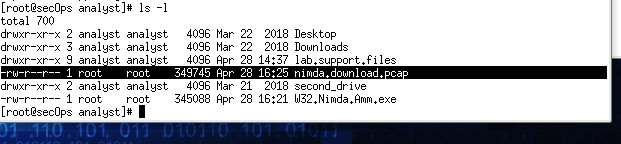 [root@secOps analyst]# ls -l
total 700
drwxr-xr-x 2 analyst analyst   4096 Mar 22  2018 Desktop
drwxr-xr-x 3 analyst analyst   4096 Mar 22  2018 Downloads
drwxr-xr-x 9 analyst analyst   4096 Apr 28 14:37 lab.support.files
-rw-r--r-- 1 root    root    349745 Apr 28 16:25 nimda.download.pcap
drwxr-xr-x 2 analyst analyst   4096 Mar 21  2018 second_drive
-rw-r--r-- 1 root    root    345088 Apr 28 16:21 W32.Nimda.Amm.exe
[root@secOps analyst]#